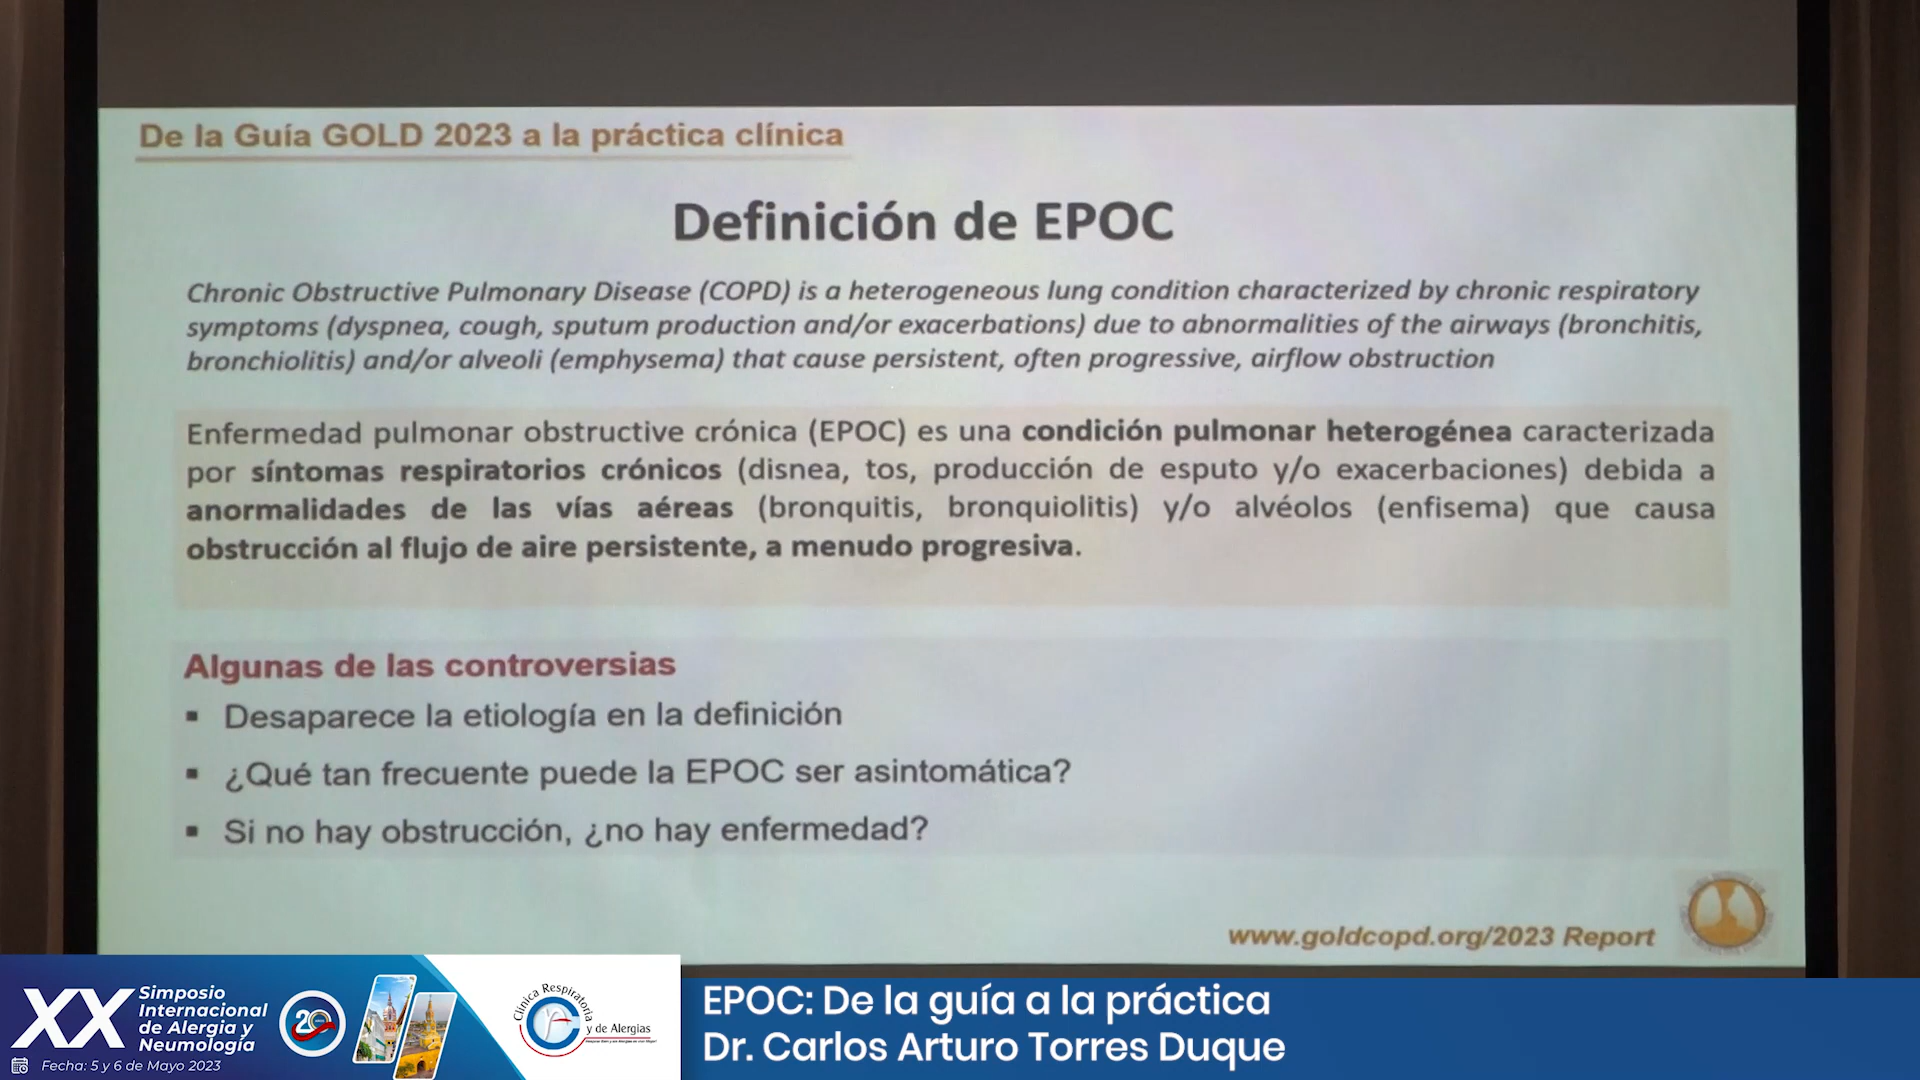 De la Guía GOLD 2023 a la práctica clínica
Definición de EPOC
Chronic Obstructive Pulmonary Disease (COPD) is a heterogeneous lung condition characterized by chronic respiratory
symptoms (dyspnea, cough, sputum production and/or exacerbations) due to abnormalities of the airways (bronchitis,
bronchiolitis) and/or alveoli (emphysema) that cause persistent, often progressive, airflow obstruction
Enfermedad pulmonar obstructive crónica (EPOC) es una condición pulmonar heterogénea caracterizada
por síntomas respiratorios crónicos (disnea, tos, producción de esputo y/o exacerbaciones) debida a
anormalidades de las vías aéreas (bronquitis, bronquiolitis) y/o alvéolos (enfisema) que causa
obstrucción al flujo de aire persistente, a menudo progresiva.
Algunas de las controversias
▪ Desaparece la etiología en la definición
▪ ¿Qué tan frecuente puede la EPOC ser asintomática?
▪ Si no hay obstrucción, ¿no hay enfermedad?
www.goldcopd.org/2023 Report
XX Simposio
Internacional
de Alergia y
Neumología
Fecha: 5 y 6 de Mayo 2023
20
Clínica Respiratoria
y de Alergias
EPOC: De la guía a la práctica
Dr. Carlos Arturo Torres Duque